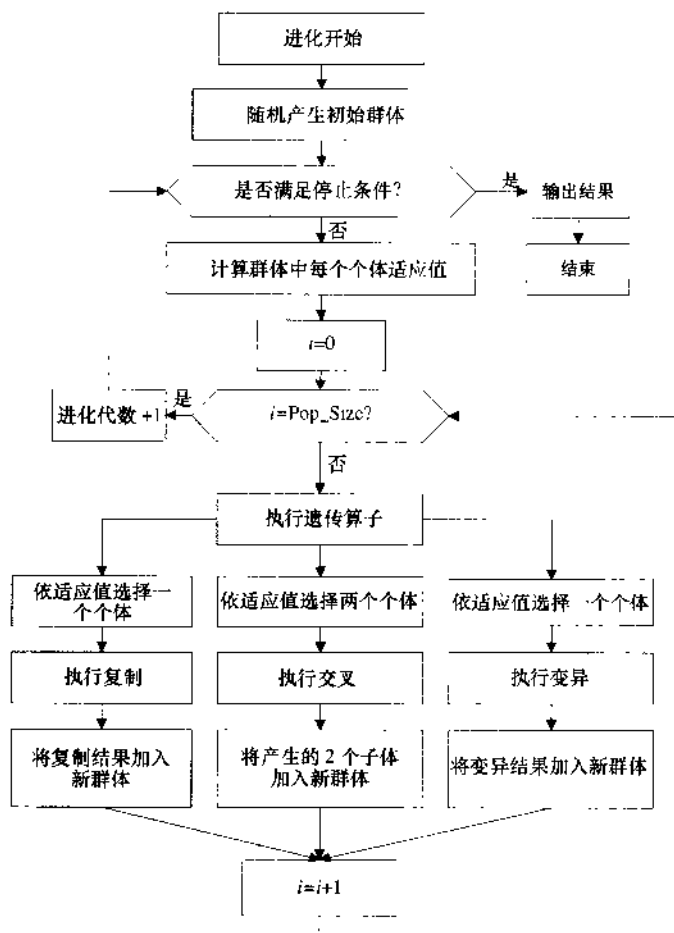 进化开始
随机产生初始群体
是否满足停止条件?
是
输出结果
否
计算群体中每个个体适应值
结束
i=0
是
进化代数 +1
i=Pop_Size?
否
执行遗传算子
依适应值选择一
个个体
依适应值选择两个个体
依适应值选择一个个体
执行复制
执行交叉
执行变异
将复制结果加入
新群体
将产生的 2 个子体
加入新群体
将变异结果加入新群体
i=i+1